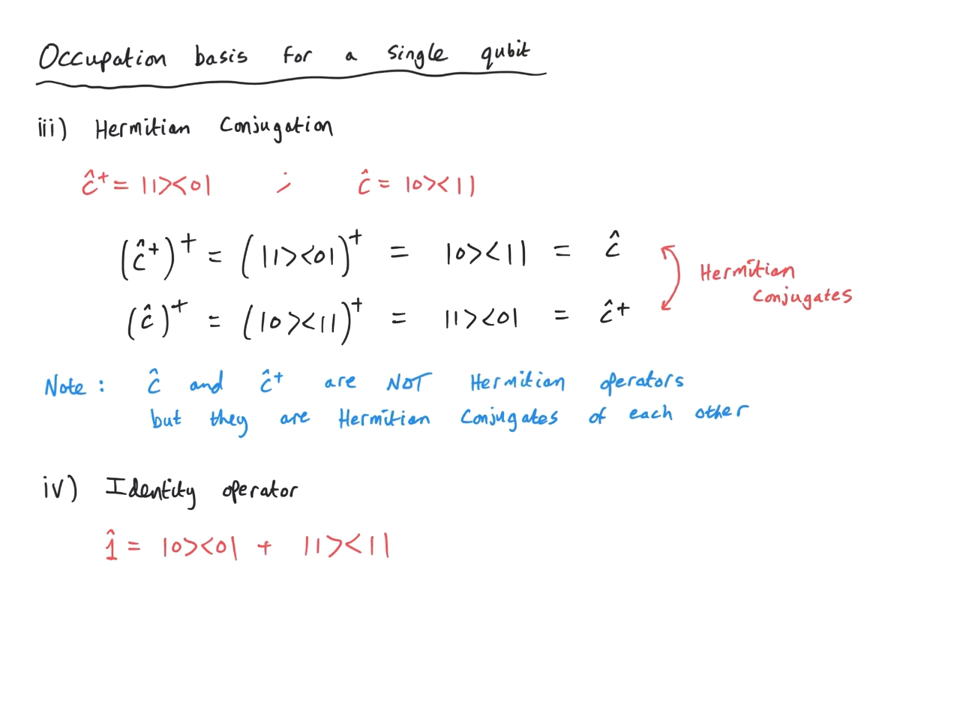 Occupation basis for a single qubit
iii) Hermitian Conjugation
ĉ⁺ = |1><0| ; ĉ = |0><1|
(ĉ⁺)⁺ = (|1><0|)⁺ = |0><1| = ĉ
(ĉ)⁺ = (|0><1|)⁺ = |1><0| = ĉ⁺
Hermitian
Conjugates
Note : ĉ and ĉ⁺ are NOT Hermitian operators
but they are Hermitian Conjugates of each other
iv) Identity operator
1̂ = |0><0| + |1><1|